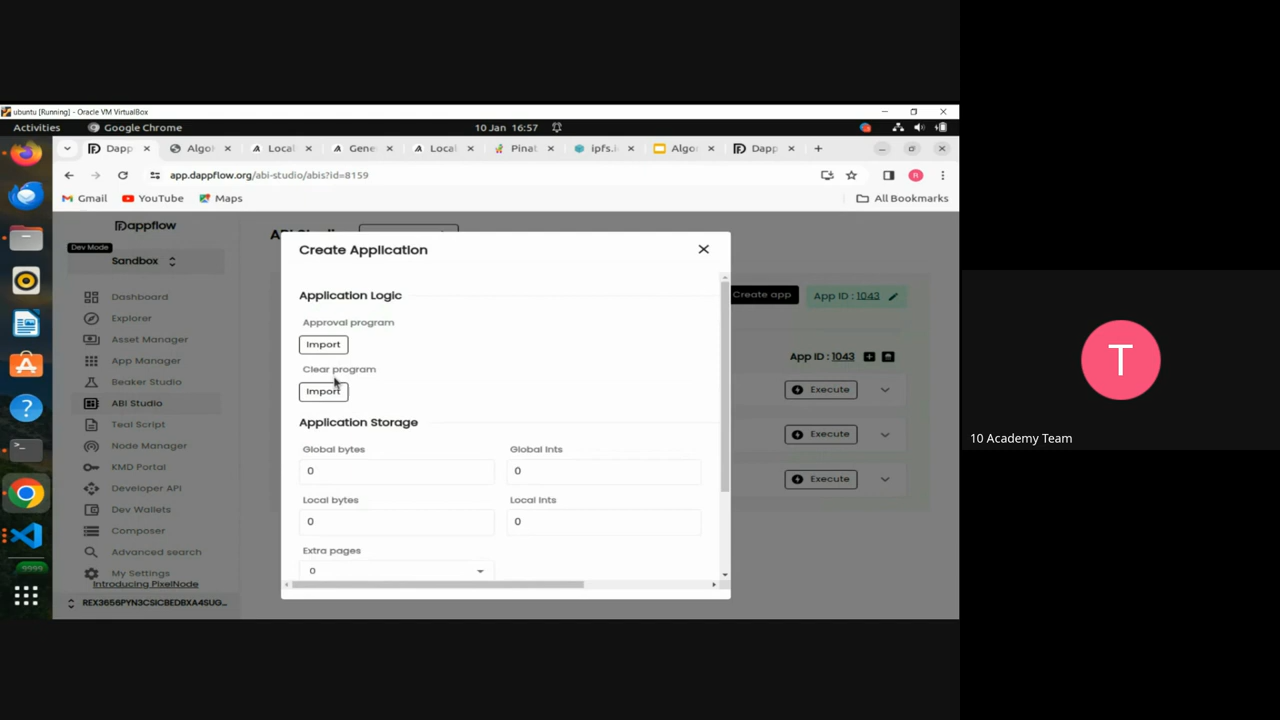 ubuntu [Running] - Oracle VM VirtualBox
Activities
Google Chrome
10 Jan 16:57
Dapp
Algo
Local
Gene
Local
Pinat
ipfs.i
Algor
Dapp
app.dappflow.org/abi-studio/abis?id=8159
Gmail
YouTube
Maps
All Bookmarks
Dappflow
Dev Mode
Sandbox
Dashboard
Explorer
Asset Manager
App Manager
Beaker Studio
ABI Studio
Teal Script
Node Manager
KMD Portal
Developer API
Dev Wallets
Composer
Advanced search
My Settings
Introducing PixelNode
REX3656PYN3CSICBEDBXA4SUG...
Create Application
Application Logic
Approval program
Import
Clear program
Import
Application Storage
Global bytes
Global Ints
0
0
Local bytes
Local Ints
0
0
Extra pages
0
Create app
App ID : 1043
App ID : 1043
Execute
Execute
Execute
T
10 Academy Team